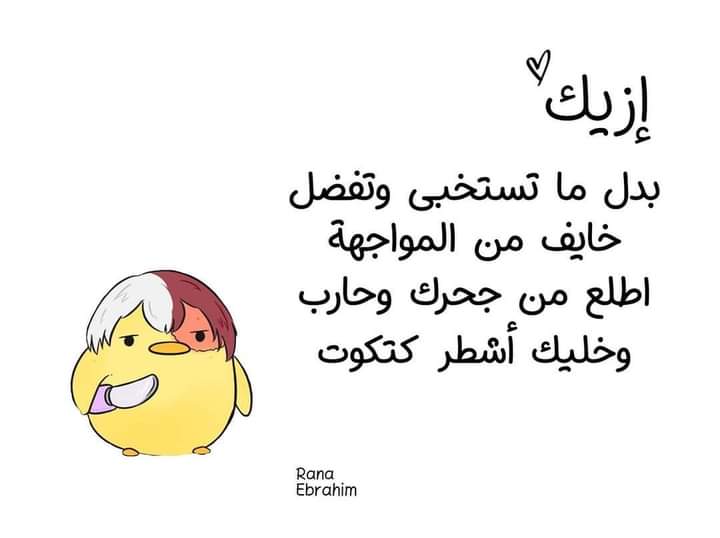 إزيك
بدل ما تستخبى وتفضل
خايف من المواجهة
اطلع من جحرك وحارب
وخليك أشطر كتكوت
Rana
Ebrahim